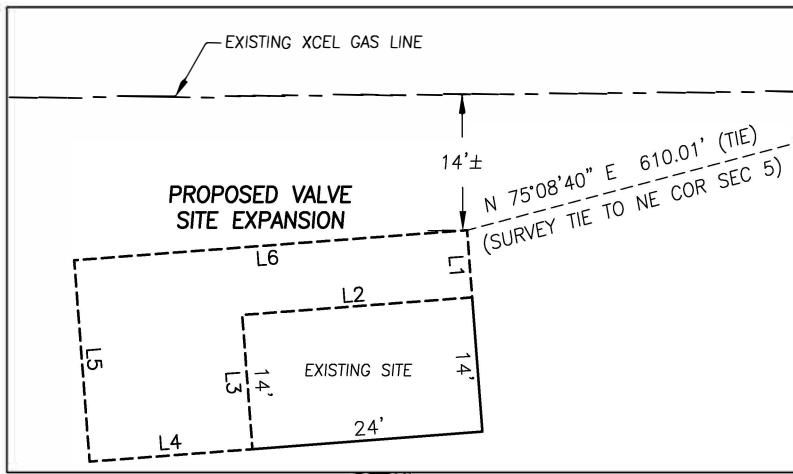 EXISTING XCEL GAS LINE
14'±
N 75°08'40" E 610.01' (TIE)
(SURVEY TIE TO NE COR SEC 5)
PROPOSED VALVE
SITE EXPANSION
L6
L1
L2
L5
L3
14'
EXISTING SITE
14'
24'
L4